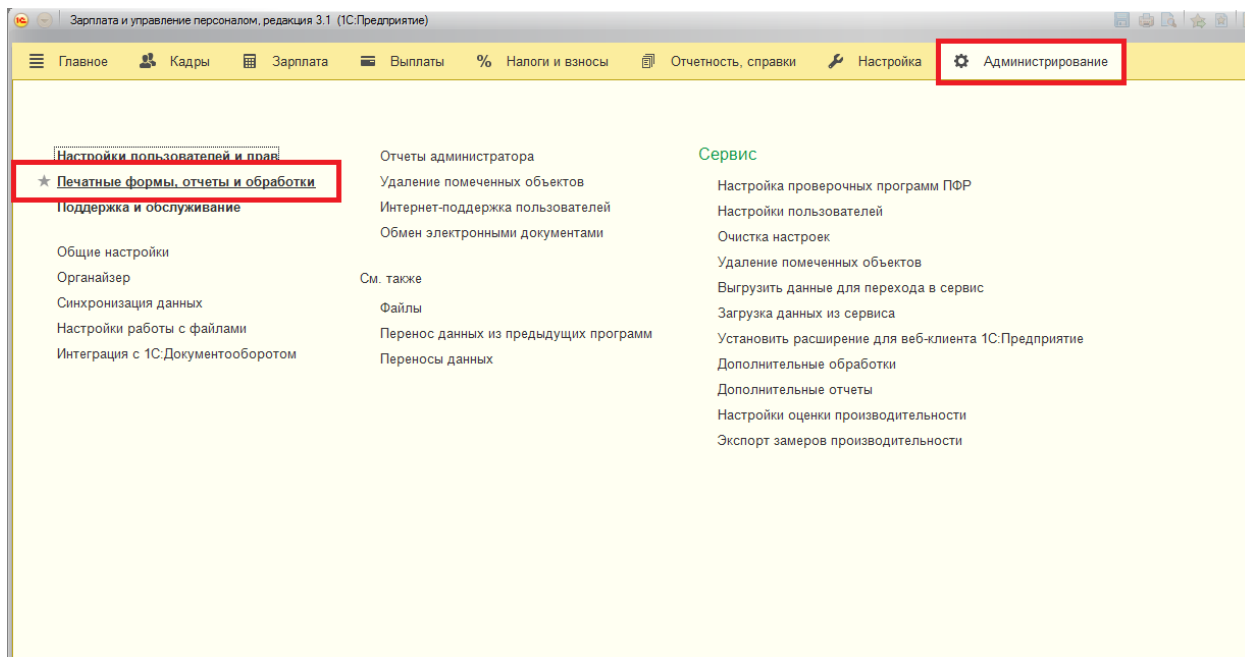 1С Зарплата и управление персоналом, редакция 3.1 (1С:Предприятие)
Главное Кадры Зарплата Выплаты % Налоги и взносы Отчетность, справки Настройка Администрирование
Настройки пользователей и прав
Печатные формы, отчеты и обработки
Поддержка и обслуживание
Общие настройки
Органайзер
Синхронизация данных
Настройки работы с файлами
Интеграция с 1С:Документооборотом
Отчеты администратора
Удаление помеченных объектов
Интернет-поддержка пользователей
Обмен электронными документами
См. также
Файлы
Перенос данных из предыдущих программ
Переносы данных
Сервис
Настройка проверочных программ ПФР
Настройки пользователей
Очистка настроек
Удаление помеченных объектов
Выгрузить данные для перехода в сервис
Загрузка данных из сервиса
Установить расширение для веб-клиента 1С:Предприятие
Дополнительные обработки
Дополнительные отчеты
Настройки оценки производительности
Экспорт замеров производительности